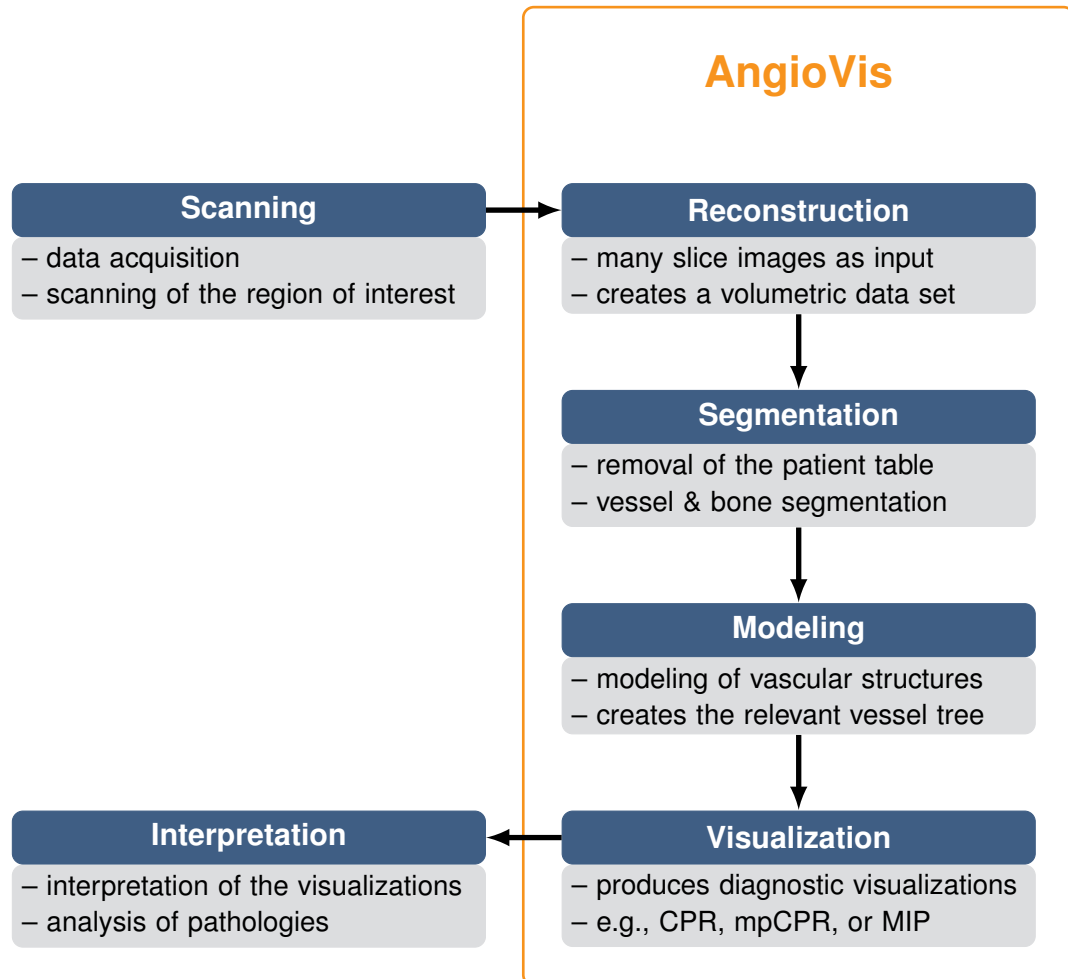 AngioVis
Scanning
– data acquisition
– scanning of the region of interest
Reconstruction
– many slice images as input
– creates a volumetric data set
Segmentation
– removal of the patient table
– vessel & bone segmentation
Modeling
– modeling of vascular structures
– creates the relevant vessel tree
Visualization
– produces diagnostic visualizations
– e.g., CPR, mpCPR, or MIP
Interpretation
– interpretation of the visualizations
– analysis of pathologies